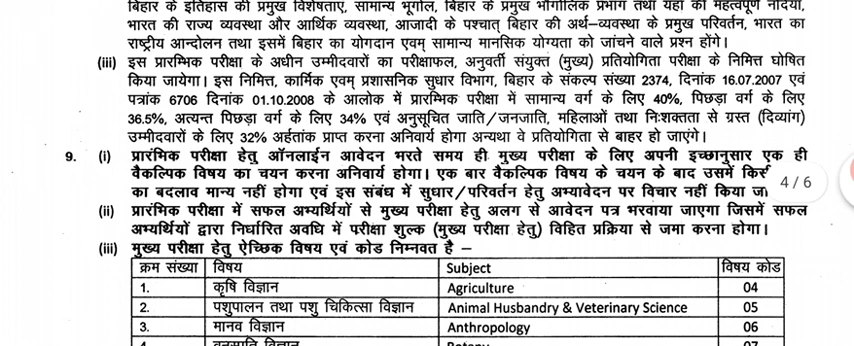 बिहार के इतिहास की प्रमुख विशेषताए, सामान्य भूगोल, बिहार के प्रमुख भौगोलिक प्रभाग तथा यहां की महत्वपूर्ण नदियां,
भारत की राज्य व्यवस्था और आर्थिक व्यवस्था, आजादी के पश्चात् बिहार की अर्थ–व्यवस्था के प्रमुख परिवर्तन, भारत का
राष्ट्रीय आन्दोलन तथा इसमें बिहार का योगदान एवम् सामान्य मानसिक योग्यता को जांचने वाले प्रश्न होंगे।
(iii) इस प्रारम्भिक परीक्षा के अधीन उम्मीदवारों का परीक्षाफल, अनुवर्ती संयुक्त (मुख्य) प्रतियोगिता परीक्षा के निमित्त घोषित
किया जायेगा। इस निमित्त, कार्मिक एवम् प्रशासनिक सुधार विभाग, बिहार के संकल्प संख्या 2374, दिनांक 16.07.2007 एवं
पत्रांक 6706 दिनांक 01.10.2008 के आलोक में प्रारम्भिक परीक्षा में सामान्य वर्ग के लिए 40%, पिछड़ा वर्ग के लिए
36.5%, अत्यन्त पिछड़ा वर्ग के लिए 34% एवं अनुसूचित जाति/जनजाति, महिलाओं तथा निःशक्तता से ग्रस्त (दिव्यांग)
उम्मीदवारों के लिए 32% अर्हतांक प्राप्त करना अनिवार्य होगा अन्यथा वे प्रतियोगिता से बाहर हो जाएंगे।
9. (i) प्रारंमिक परीक्षा हेतु ऑनलाईन आवेदन भरते समय ही मुख्य परीक्षा के लिए अपनी इच्छानुसार एक ही
वैकल्पिक विषय का चयन करना अनिवार्य होगा। एक बार वैकल्पिक विषय के चयन के बाद उसमें किसी
का बदलाव मान्य नहीं होगा एवं इस संबंध में सुधार/परिवर्तन हेतु अभ्यावेदन पर विचार नहीं किया 4 / 6
(ii) प्रारंमिक परीक्षा में सफल अभ्यर्थियों से मुख्य परीक्षा हेतु अलग से आवेदन पत्र भरवाया जाएगा जिसमें सफल
अभ्यर्थियों द्वारा निर्धारित अवधि में परीक्षा शुल्क (मुख्य परीक्षा हेतु) विहित प्रक्रिया से जमा करना होगा।
(iii) मुख्य परीक्षा हेतु ऐच्छिक विषय एवं कोड निम्नवत है –
क्रम संख्या विषय Subject विषय कोड
1. कृषि विज्ञान Agriculture 04
2. पशुपालन तथा पशु चिकित्सा विज्ञान Animal Husbandry & Veterinary Science 05
3. मानव विज्ञान Anthropology 06
4. वनस्पति विज्ञान Botany 07